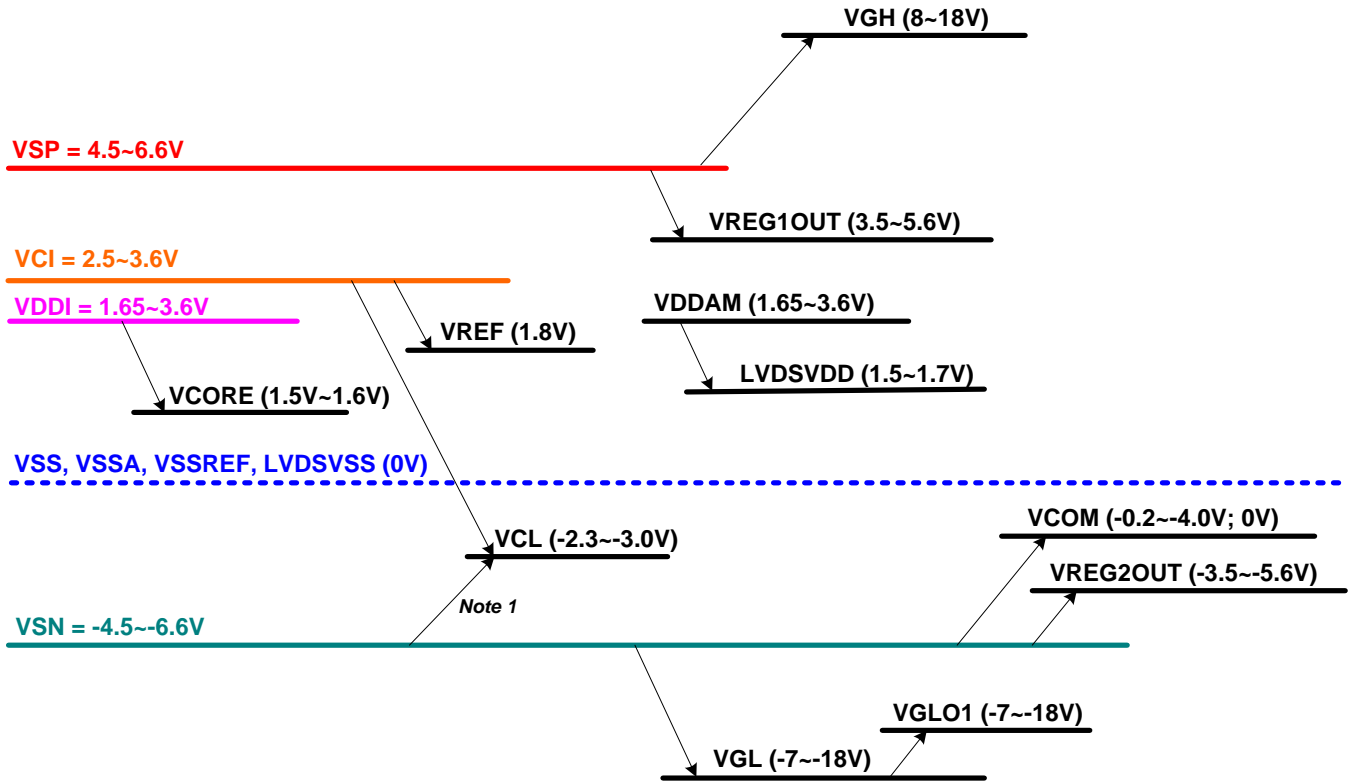 VGH (8~18V)
VSP = 4.5~6.6V
VREG1OUT (3.5~5.6V)
VCI = 2.5~3.6V
VDDI = 1.65~3.6V
VDDAM (1.65~3.6V)
VREF (1.8V)
LVDSVDD (1.5~1.7V)
VCORE (1.5V~1.6V)
VSS, VSSA, VSSREF, LVDSVSS (0V)
VCOM (-0.2~-4.0V; 0V)
VCL (-2.3~-3.0V)
VREG2OUT (-3.5~-5.6V)
Note 1
VSN = -4.5~-6.6V
VGLO1 (-7~-18V)
VGL (-7~-18V)